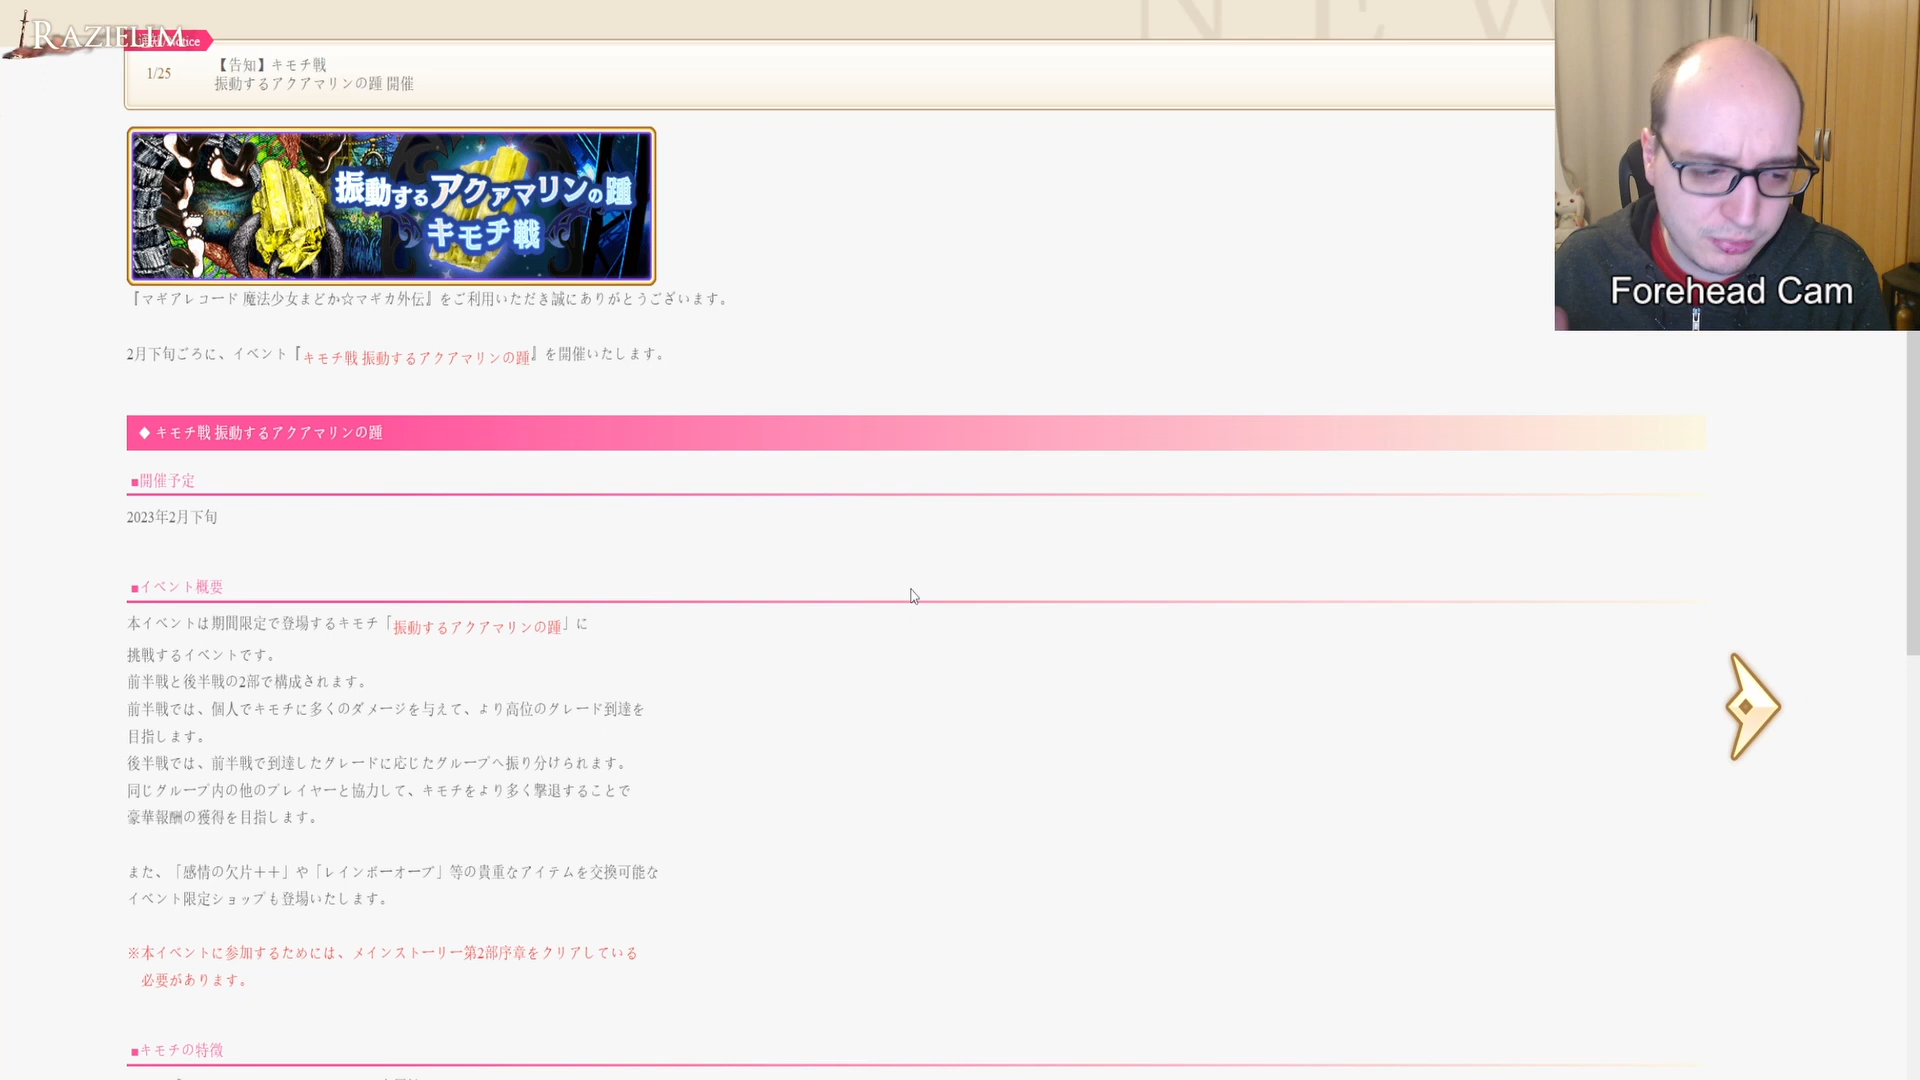 RAZIELIM
NEW
1/25
【告知】キモチ戦
振動するアクアマリンの踵 開催
振動するアクアマリンの踵
キモチ戦
Forehead Cam
『マギアレコード 魔法少女まどか☆マギカ外伝』をご利用いただき誠にありがとうございます。
2月下旬ごろに、イベント『キモチ戦 振動するアクアマリンの踵』を開催いたします。
◆ キモチ戦 振動するアクアマリンの踵
■開催予定
2023年2月下旬
■イベント概要
本イベントは期間限定で登場するキモチ「振動するアクアマリンの踵」に
挑戦するイベントです。
前半戦と後半戦の2部で構成されます。
前半戦では、個人でキモチに多くのダメージを与えて、より高位のグレード到達を
目指します。
後半戦では、前半戦で到達したグレードに応じたグループへ振り分けられます。
同じグループ内の他のプレイヤーと協力して、キモチをより多く撃退することで
豪華報酬の獲得を目指します。
また、「感情の欠片＋＋」や「レインボーオーブ」等の貴重なアイテムを交換可能な
イベント限定ショップも登場いたします。
※本イベントに参加するためには、メインストーリー第2部序章をクリアしている
必要があります。
■キモチの特徴